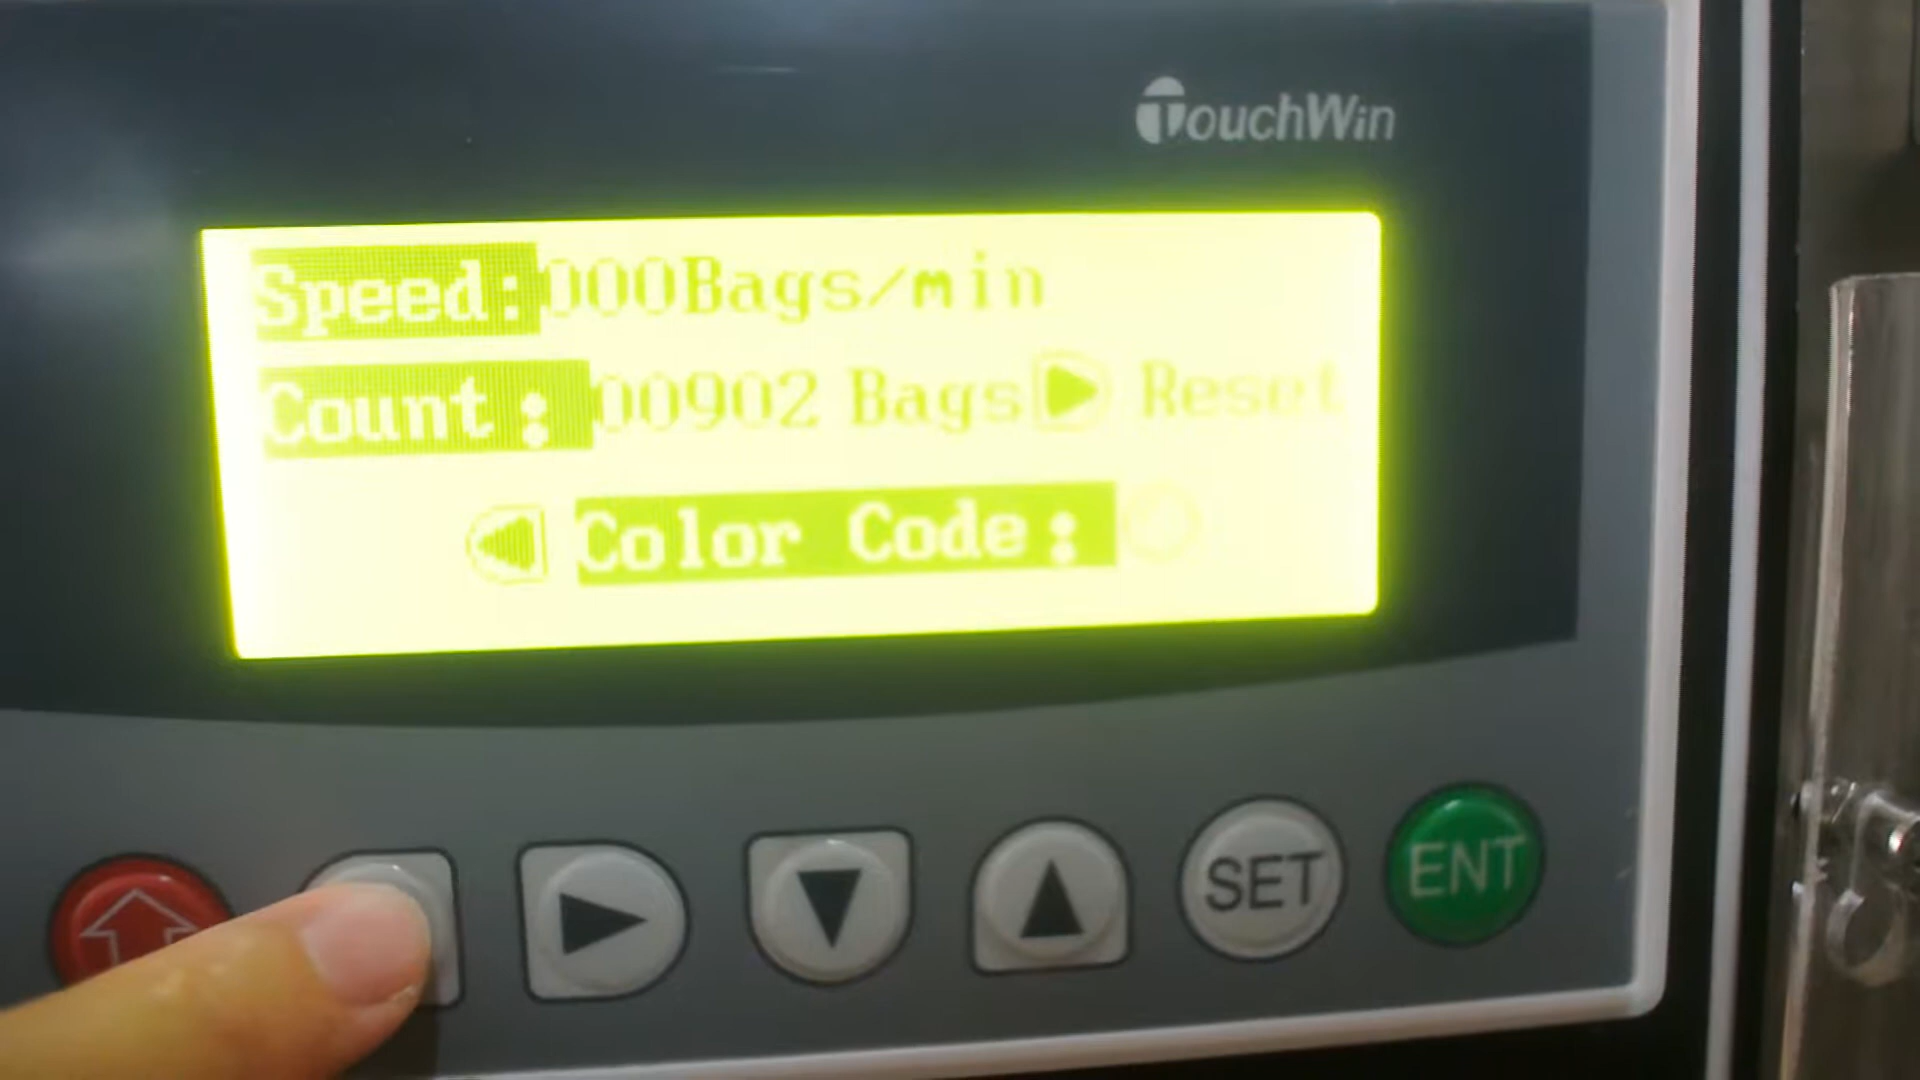 TouchWin
Speed:000Bags/min
Count:00902 Bags Reset
Color Code:
SET ENT